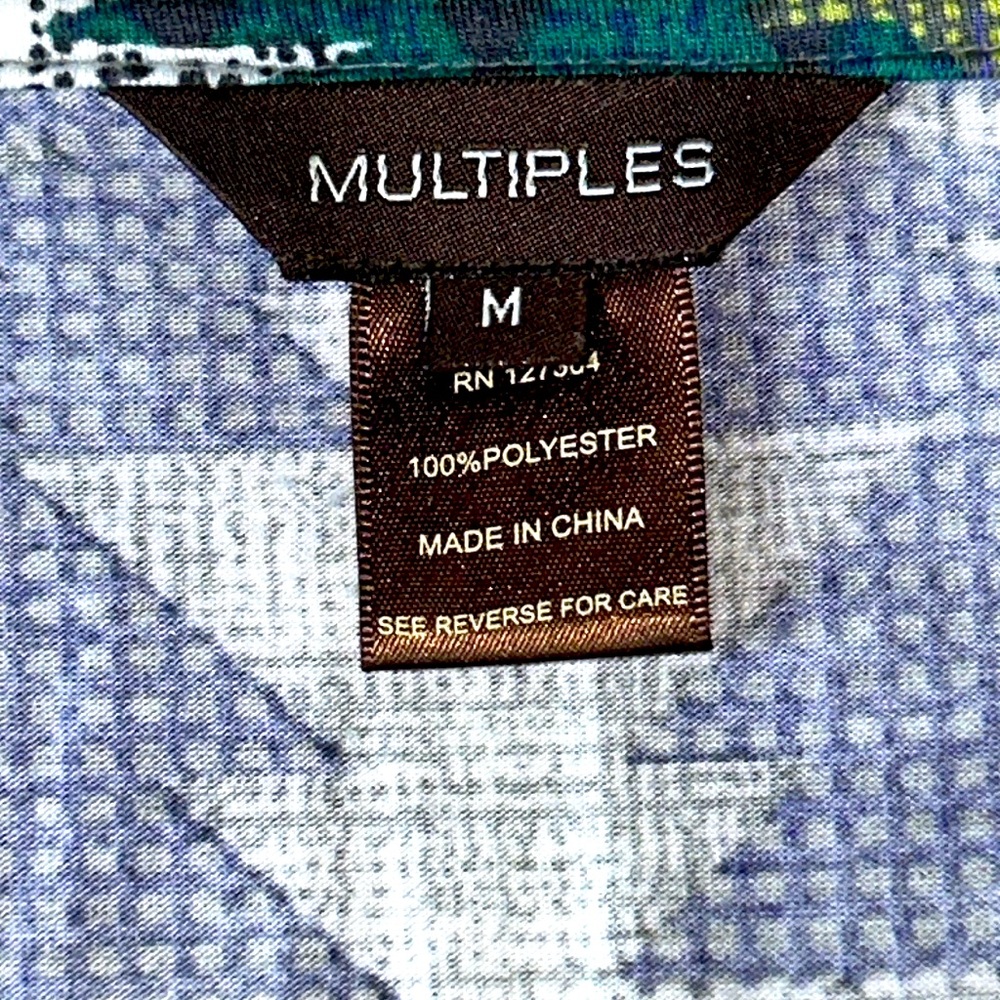 MULTIPLES
M
RN
100%POLYESTER
MADE IN CHINA
SEE REVERSE FOR CARE